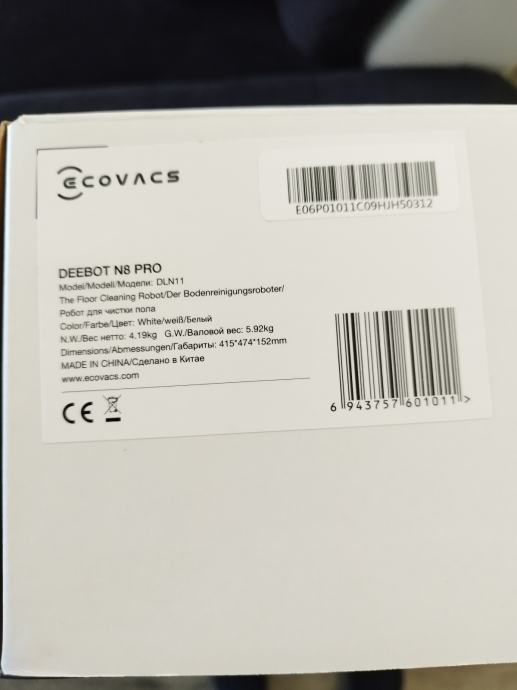 ECOVACS
E06P01011C09HJH50312
DEEBOT N8 PRO
Model/Modell/Модели: DLN11
The Floor Cleaning Robot/Der Bodenreinigungsroboter/
Робот для чистки пола
Color/Farbe/Цвет: White/weiß/Белый
N.W./Вес нетто: 4.19kg G.W./Валовой вес: 5.92kg
Dimensions/Abmessungen/Габариты: 415*474*152mm
MADE IN CHINA/Сделано в Китае
www.ecovacs.com
CE
6 943757 601011 >